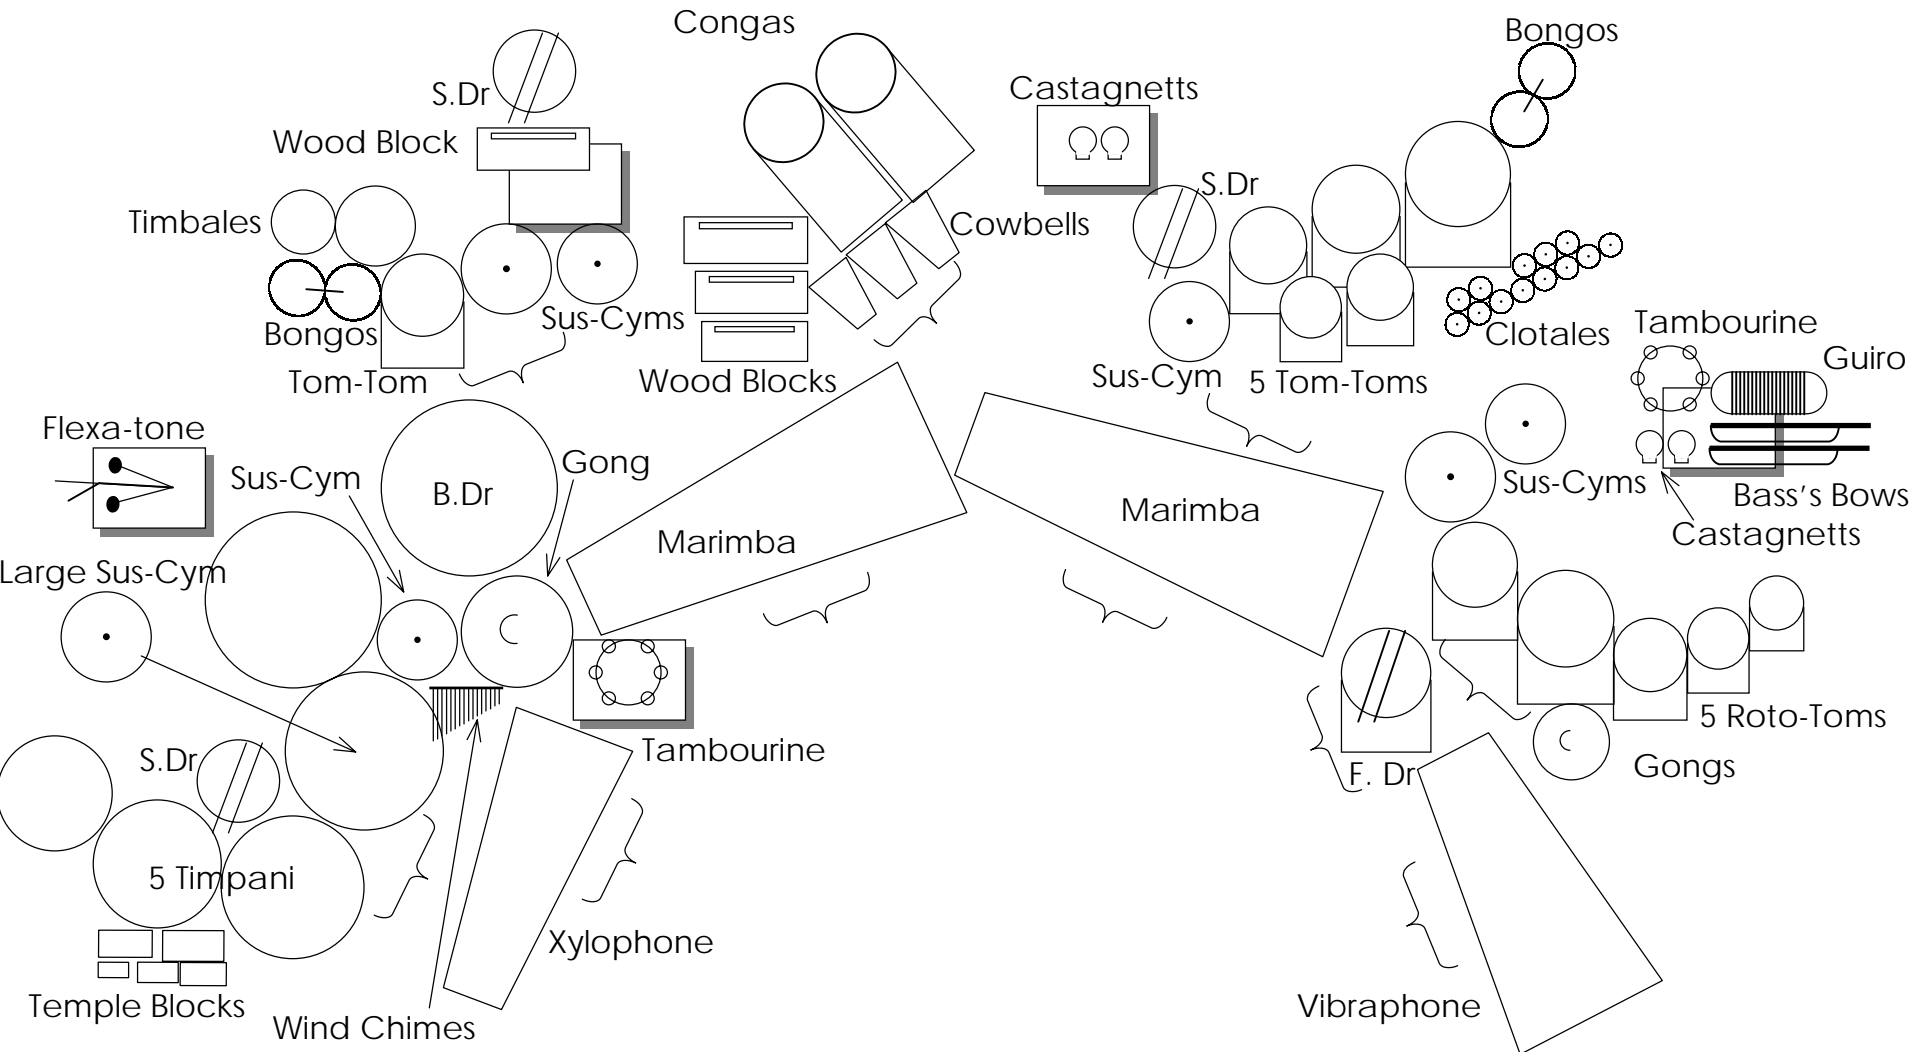 Congas
Bongos
S.Dr
Castagnetts
Wood Block
S.Dr
Timbales
Cowbells
Bongos
Sus-Cyms
Clotales
Tambourine
Guiro
Tom-Tom
Wood Blocks
Sus-Cym
5 Tom-Toms
Flexa-tone
Sus-Cym
Gong
B.Dr
Sus-Cyms
Bass's Bows
Marimba
Marimba
Castagnetts
Large Sus-Cym
5 Roto-Toms
S.Dr
Tambourine
F. Dr
Gongs
5 Timpani
Xylophone
Temple Blocks
Wind Chimes
Vibraphone